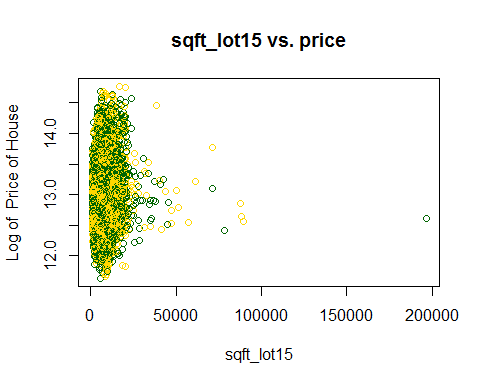 sqft_lot15 vs. price
Log of  Price of House
14.0
13.0
12.0
0
50000
100000
150000
200000
sqft_lot15